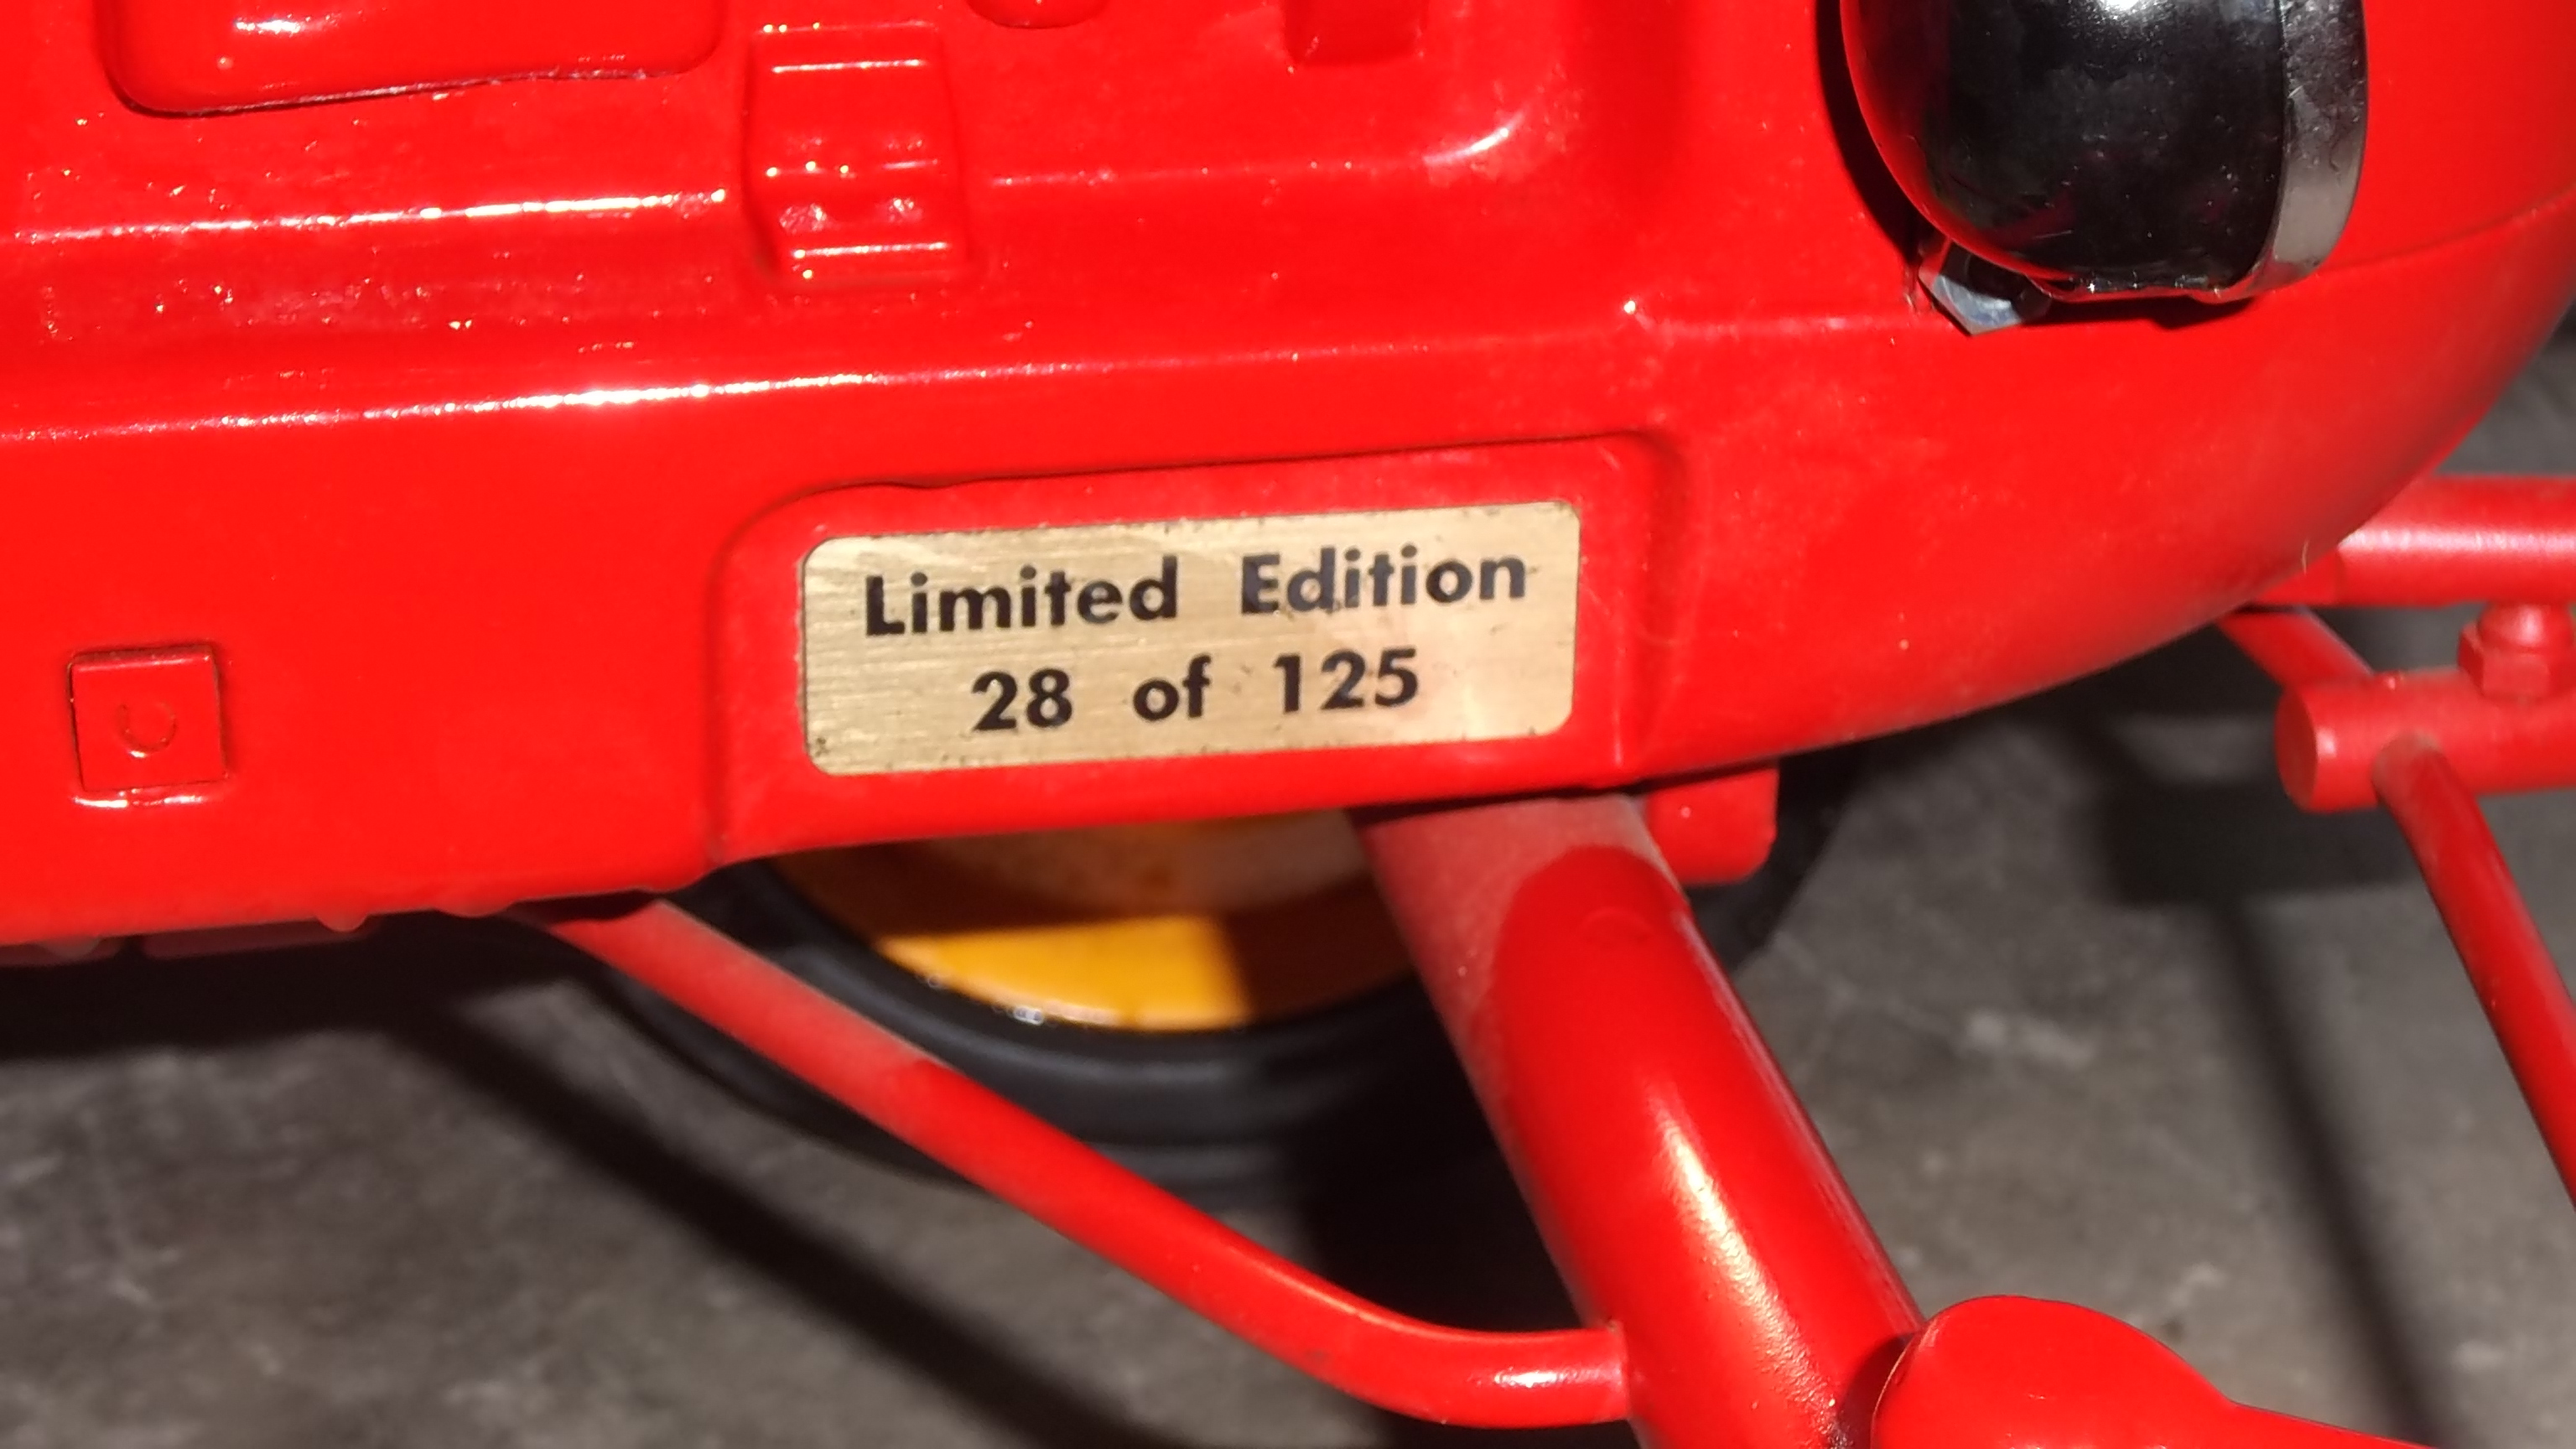 Limited Edition
28 of 125